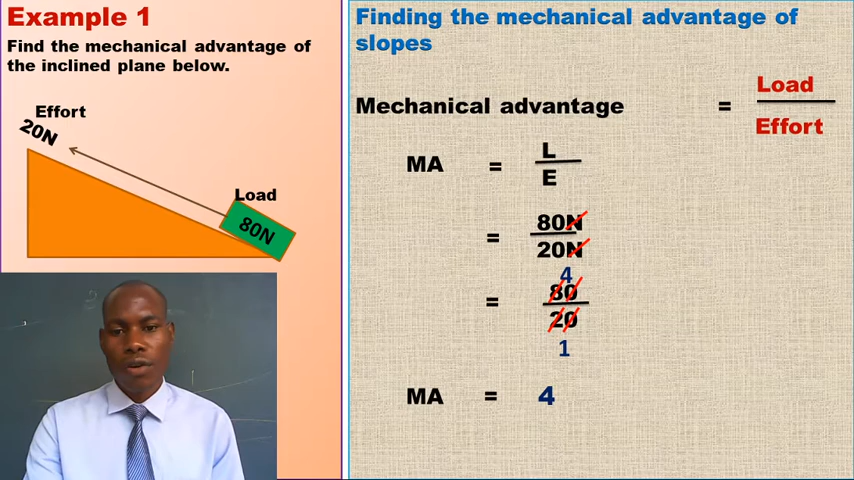 Example 1
Find the mechanical advantage of
the inclined plane below.
Effort
20N
Load
80N
Finding the mechanical advantage of
slopes
Mechanical advantage = Load
Effort
MA = L
E
= 80N
20N
4
= 80
20
1
MA = 4